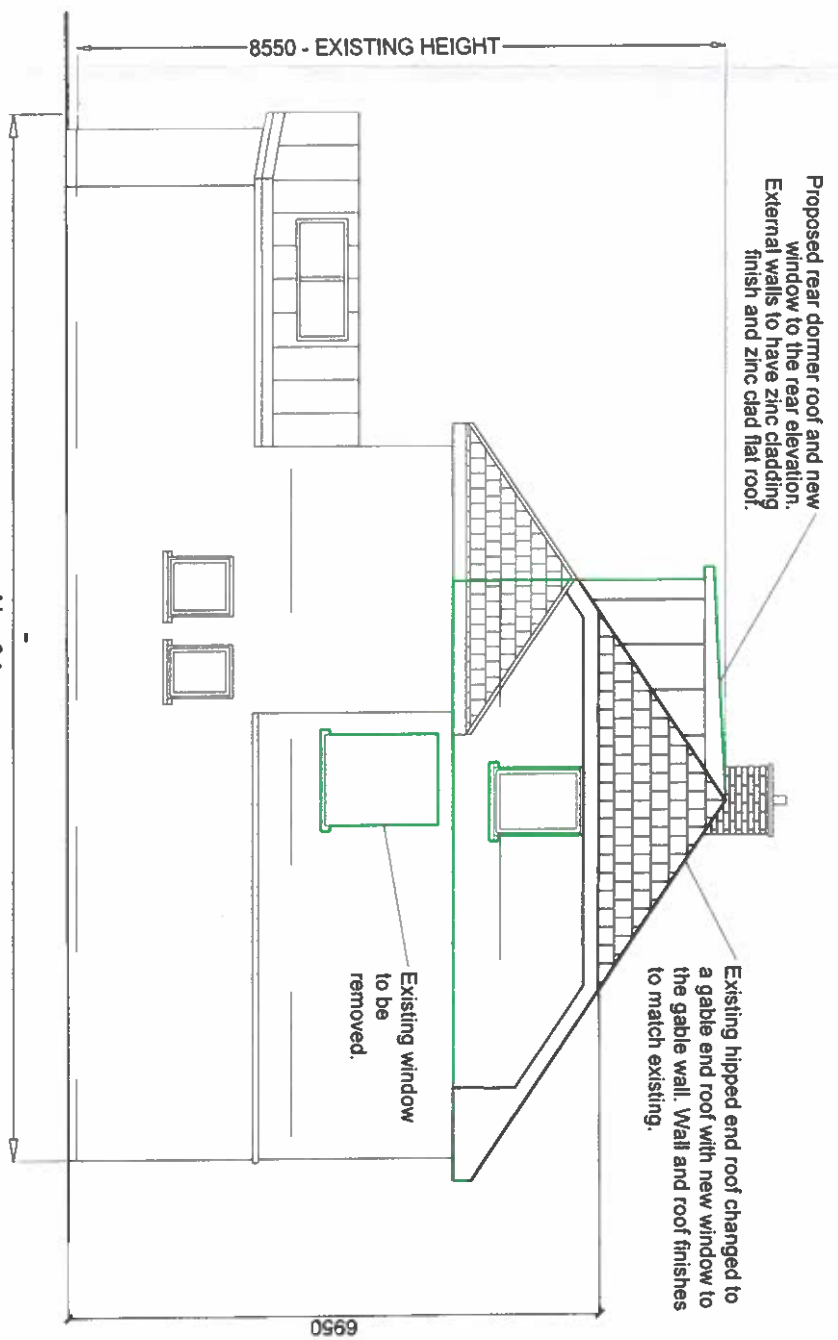 8550 - EXISTING HEIGHT
Proposed rear dormer roof and new
window to the rear elevation.
External walls to have zinc cladding
finish and zinc clad flat roof.
Existing hipped end roof changed to
a gable end roof with new window to
the gable wall. Wall and roof finishes
to match existing.
Existing window
to be
removed.
6950